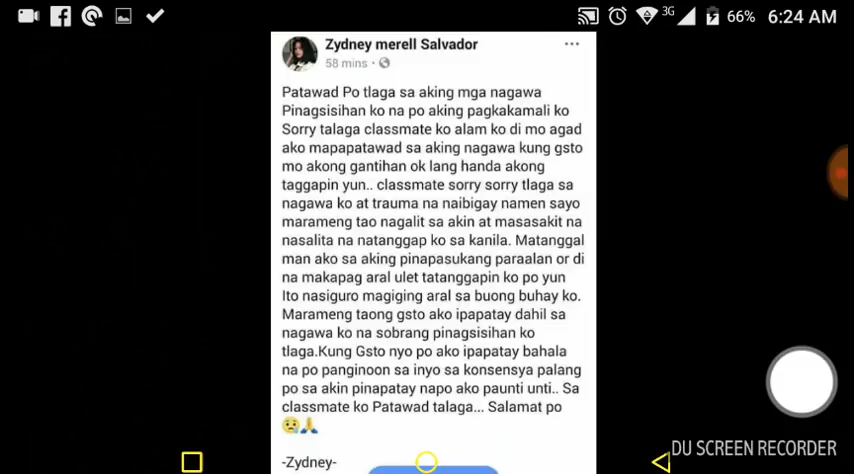 3G 66% 6:24 AM
Zydney merell Salvador
58 mins
Patawad Po tlaga sa aking mga nagawa
Pinagsisihan ko na po aking pagkakamali ko
Sorry talaga classmate ko alam ko di mo agad
ako mapapatawad sa aking nagawa kung gsto
mo akong gantihan ok lang handa akong
taggapin yun.. classmate sorry sorry tlaga sa
nagawa ko at trauma na naibigay namen sayo
marameng tao nagalit sa akin at masasakit na
nasalita na natanggap ko sa kanila. Matanggal
man ako sa aking pinapasukang paraalan or di
na makapag aral ulet tatanggapin ko po yun
Ito nasiguro magiging aral sa buong buhay ko.
Marameng taong gsto ako ipapatay dahil sa
nagawa ko na sobrang pinagsisihan ko
tlaga.Kung Gsto nyo po ako ipapatay bahala
na po panginoon sa inyo sa konsensya palang
po sa akin pinapatay napo ako paunti unti.. Sa
classmate ko Patawad talaga... Salamat po
😢🙏
-Zydney-
DU SCREEN RECORDER